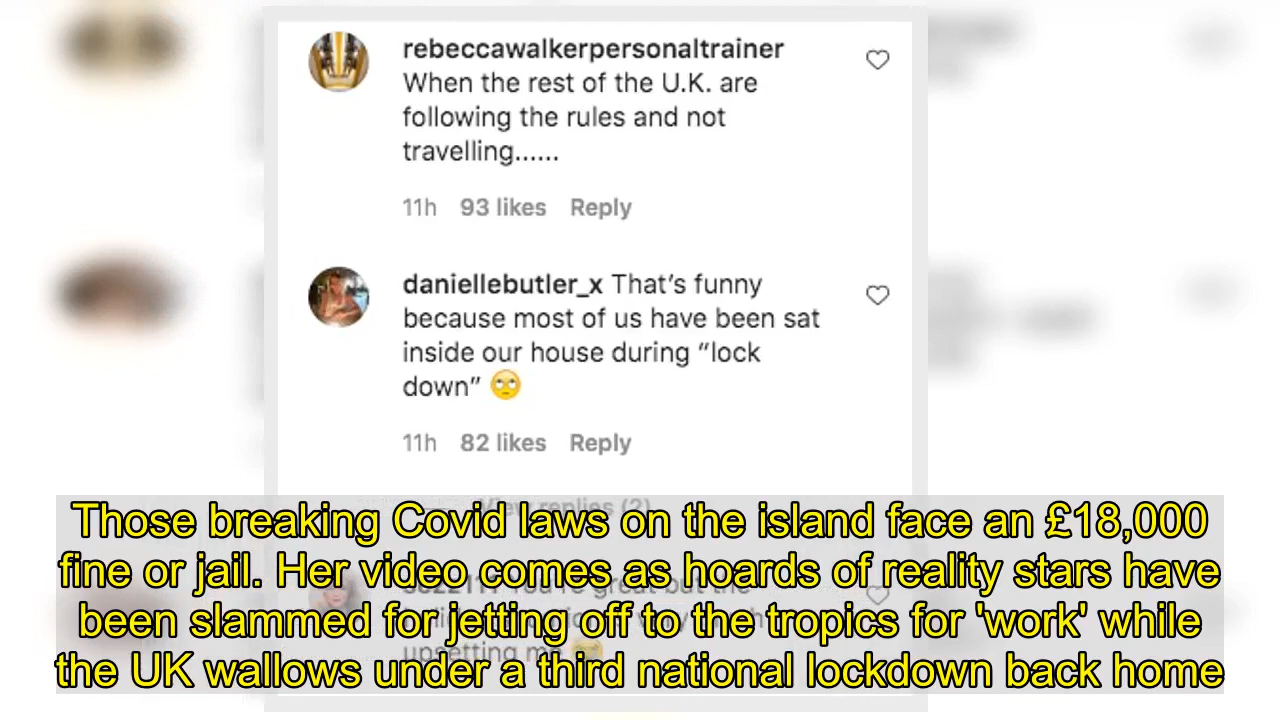 rebeccawalkerpersonaltrainer
When the rest of the U.K. are
following the rules and not
travelling......
11h 93 likes Reply
daniellebutler_x That's funny
because most of us have been sat
inside our house during “lock
down” 🙄
11h 82 likes Reply
View replies (2)
Those breaking Covid laws on the island face an £18,000
fine or jail. Her video comes as hoards of reality stars have
been slammed for jetting off to the tropics for 'work' while
the UK wallows under a third national lockdown back home